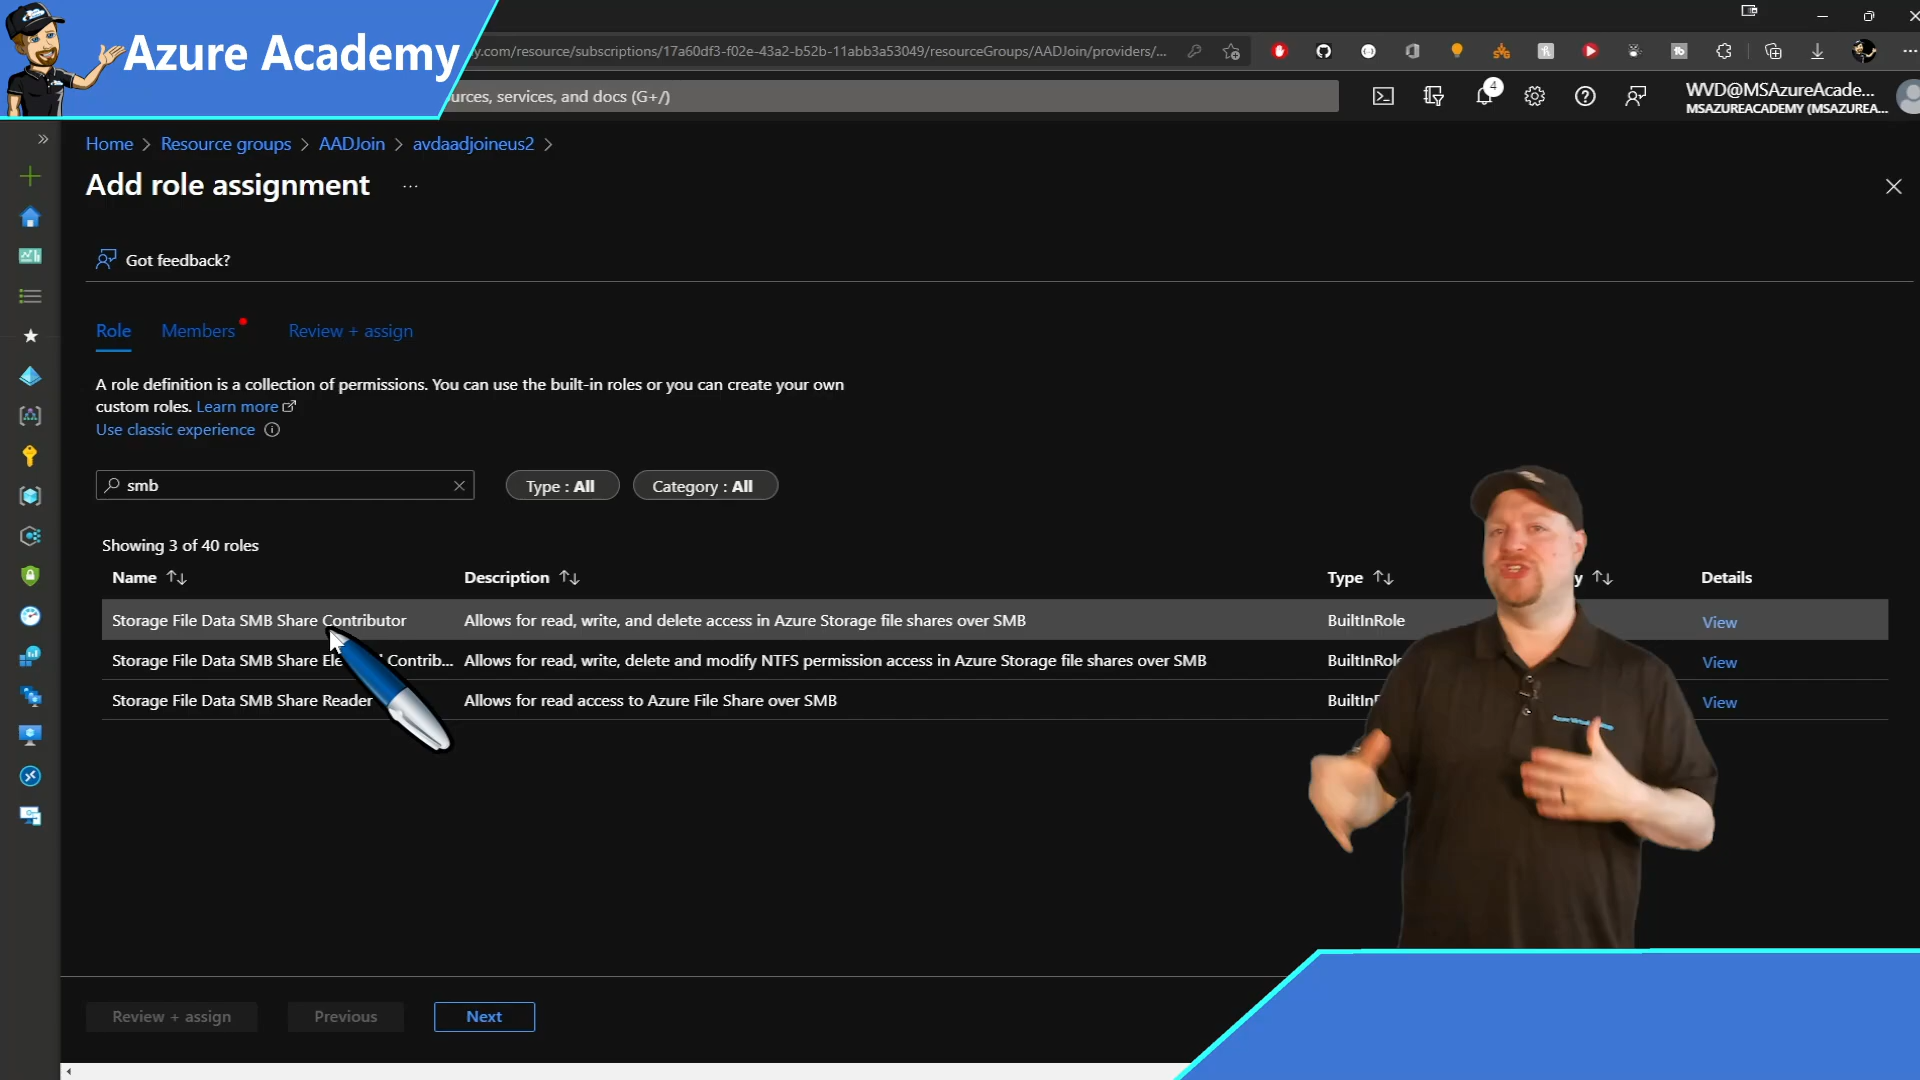 Azure Academy
y.com/resource/subscriptions/17a60df3-f02e-43a2-b52b-11abb3a53049/resourceGroups/AADJoin/providers/...
urces, services, and docs (G+/)
4
WVD@MSAzureAcade...
MSAZUREACADEMY (MSAZUREA...
Home > Resource groups > AADJoin > avdaadjoineus2 >
Add role assignment ...
Got feedback?
Role Members Review + assign
A role definition is a collection of permissions. You can use the built-in roles or you can create your own
custom roles. Learn more
Use classic experience
smb
Type : All
Category : All
Showing 3 of 40 roles
Name Description Type y Details
Storage File Data SMB Share Contributor Allows for read, write, and delete access in Azure Storage file shares over SMB BuiltInRole View
Storage File Data SMB Share Ele d Contrib... Allows for read, write, delete and modify NTFS permission access in Azure Storage file shares over SMB BuiltInRole View
Storage File Data SMB Share Reader Allows for read access to Azure File Share over SMB BuiltIn View
Review + assign Previous Next